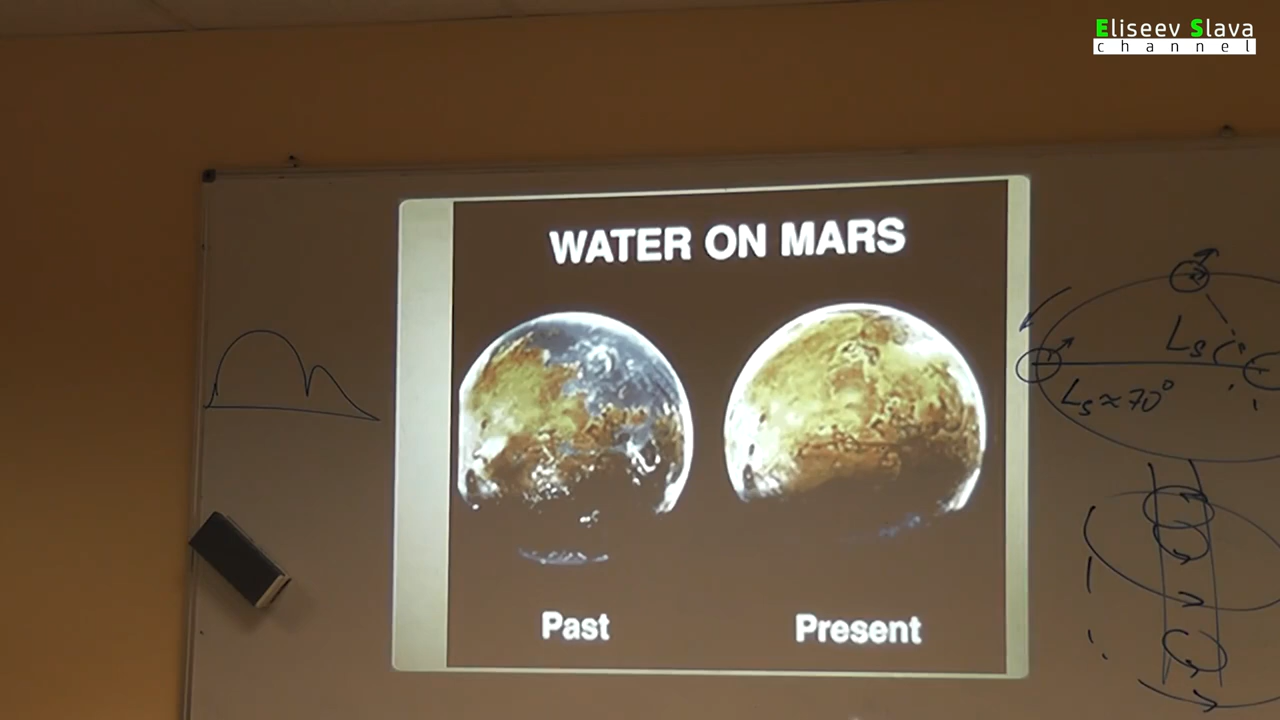 Eliseev Slava
channel
WATER ON MARS
Past
Present
Ls
Ls≈70°